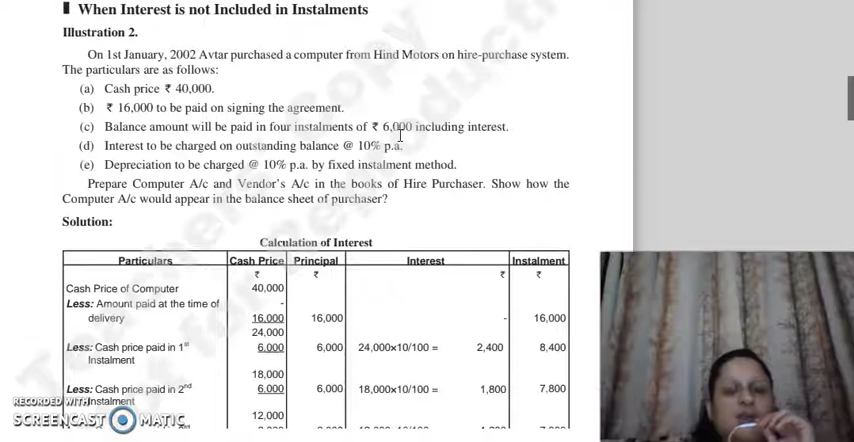 When Interest is not Included in Instalments
Illustration 2.
On 1st January, 2002 Avtar purchased a computer from Hind Motors on hire-purchase system.
The particulars are as follows:
(a) Cash price ₹ 40,000.
(b) ₹ 16,000 to be paid on signing the agreement.
(c) Balance amount will be paid in four instalments of ₹ 6,000 including interest.
(d) Interest to be charged on outstanding balance @ 10% p.a.
(e) Depreciation to be charged @ 10% p.a. by fixed instalment method.
Prepare Computer A/c and Vendor's A/c in the books of Hire Purchaser. Show how the
Computer A/c would appear in the balance sheet of purchaser?
Solution:
Calculation of Interest
Particulars Cash Price Principal Interest Instalment
₹ ₹ ₹ ₹
Cash Price of Computer 40,000
Less: Amount paid at the time of -
delivery 16,000 16,000 - 16,000
24,000
Less: Cash price paid in 1st 6,000 6,000 24,000×10/100 = 2,400 8,400
Instalment
18,000
Less: Cash price paid in 2nd 6,000 6,000 18,000×10/100 = 1,800 7,800
Instalment
12,000
RECORDED WITH
SCREENCAST MATIC